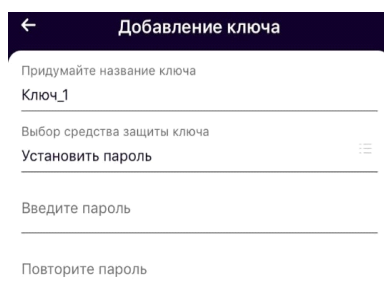 Добавление ключа
Придумайте название ключа
Ключ_1
Выбор средства защиты ключа
Установить пароль
Введите пароль
Повторите пароль